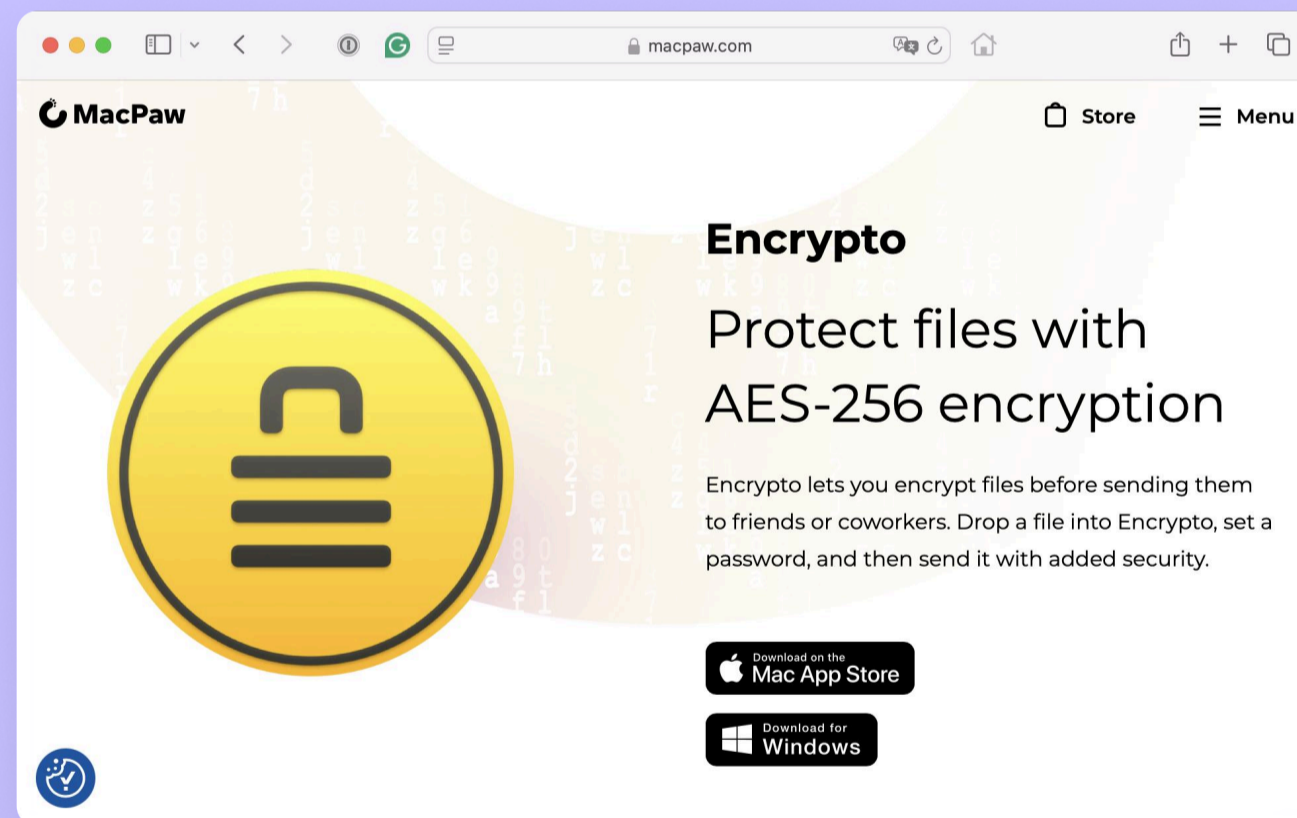 macpaw.com
MacPaw
Store
Menu
Encrypto
Protect files with
AES-256 encryption
Encrypto lets you encrypt files before sending them
to friends or coworkers. Drop a file into Encrypto, set a
password, and then send it with added security.
Download on the
Mac App Store
Download for
Windows